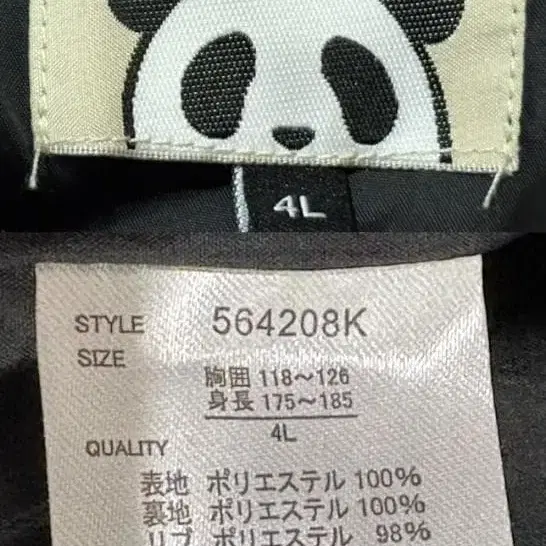 4L
STYLE 564208K
SIZE
胸囲 118〜126
身長 175〜185
4L
QUALITY
表地 ポリエステル 100%
裏地 ポリエステル 100%
リブ ポリエステル 98%